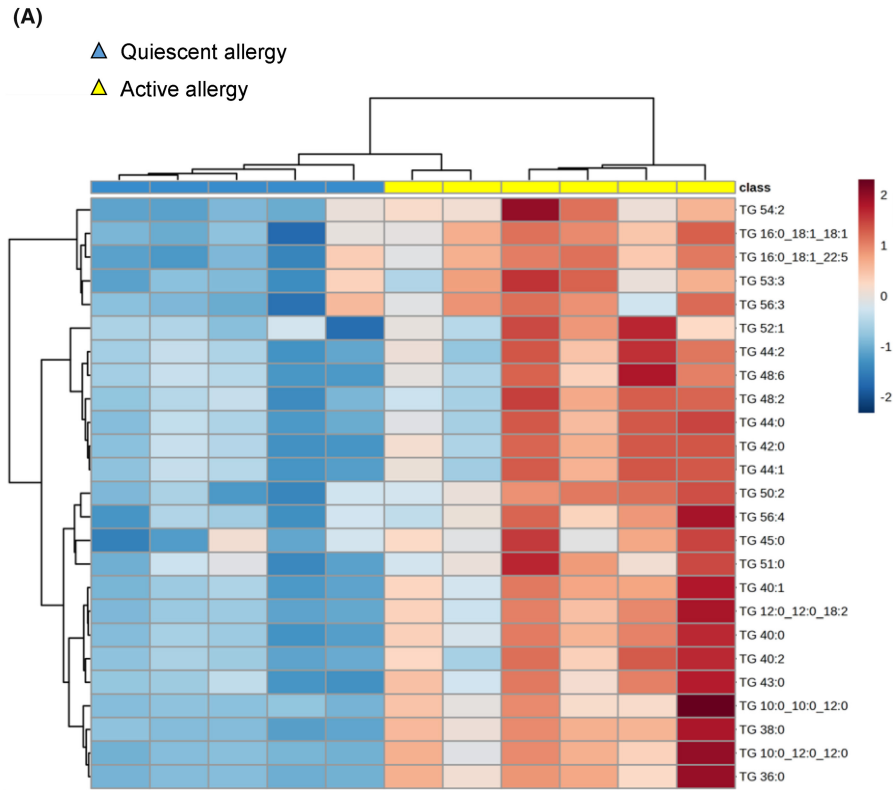 (A)
Quiescent allergy
Active allergy
class
TG 54:2
TG 16:0_18:1_18:1
TG 16:0_18:1_22:5
TG 53:3
TG 56:3
TG 52:1
TG 44:2
TG 48:6
TG 48:2
TG 44:0
TG 42:0
TG 44:1
TG 50:2
TG 56:4
TG 45:0
TG 51:0
TG 40:1
TG 12:0_12:0_18:2
TG 40:0
TG 40:2
TG 43:0
TG 10:0_10:0_12:0
TG 38:0
TG 10:0_12:0_12:0
TG 36:0
2
1
0
-1
-2